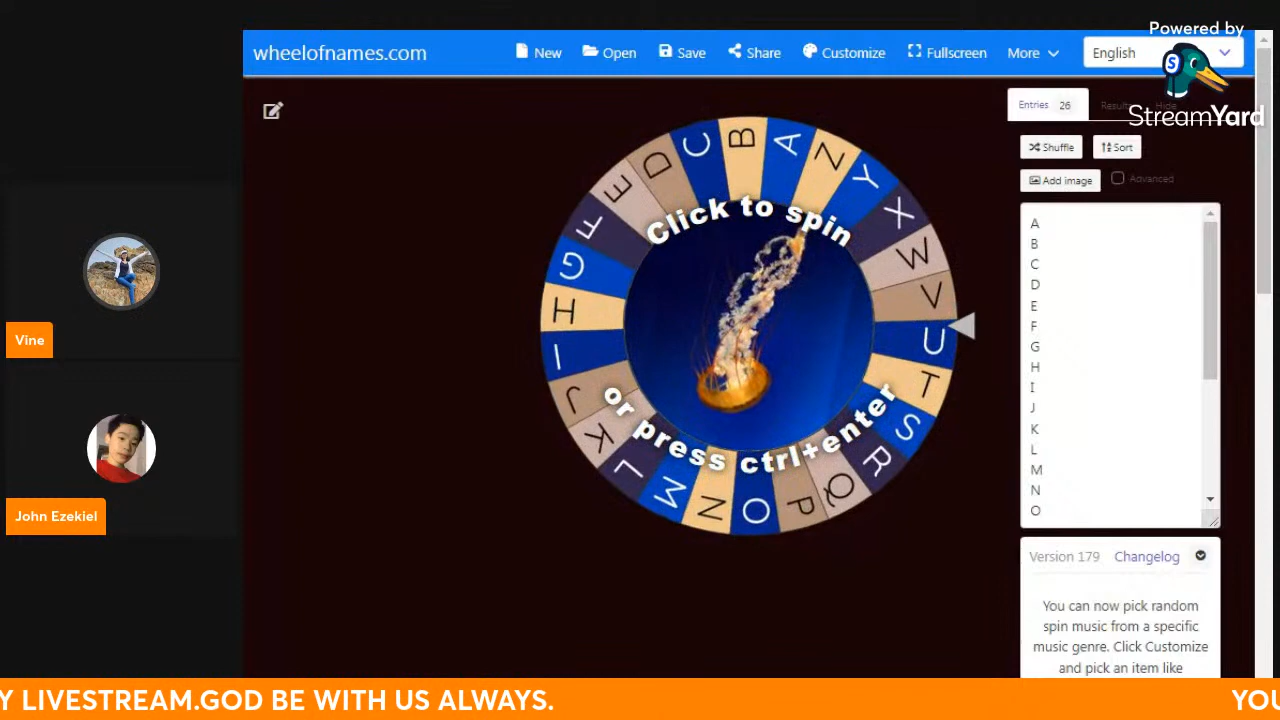 Powered by
StreamYard
wheelofnames.com
New
Open
Save
Share
Customize
Fullscreen
More
English
Entries 26
Results
Hide
Shuffle
Sort
Add image
Advanced
A
B
C
D
E
F
G
H
I
J
K
L
M
N
O
Click to spin
or press ctrl+enter
A
Z
Y
X
W
V
U
T
S
R
Q
P
O
N
M
L
K
J
I
H
G
F
E
D
C
B
Vine
John Ezekiel
Version 179 Changelog
You can now pick random
spin music from a specific
music genre. Click Customize
and pick an item like
Y LIVESTREAM.GOD BE WITH US ALWAYS.
YOU